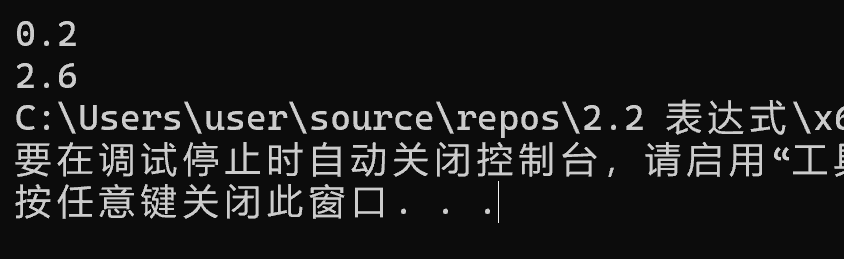 0.2
2.6
C:\Users\user\source\repos\2.2 表达式\x6
要在调试停止时自动关闭控制台，请启用“工具
按任意键关闭此窗口. . .